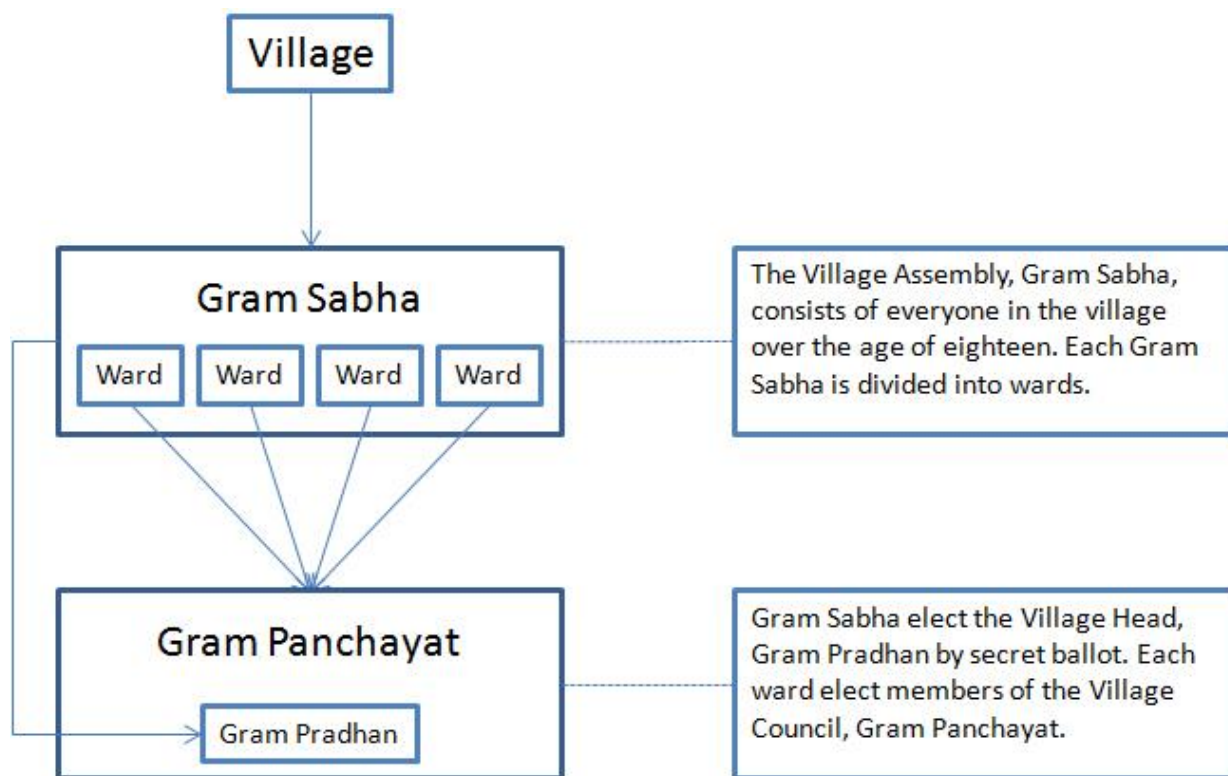 Village
Gram Sabha
Ward Ward Ward Ward
The Village Assembly, Gram Sabha,
consists of everyone in the village
over the age of eighteen. Each Gram
Sabha is divided into wards.
Gram Panchayat
Gram Pradhan
Gram Sabha elect the Village Head,
Gram Pradhan by secret ballot. Each
ward elect members of the Village
Council, Gram Panchayat.